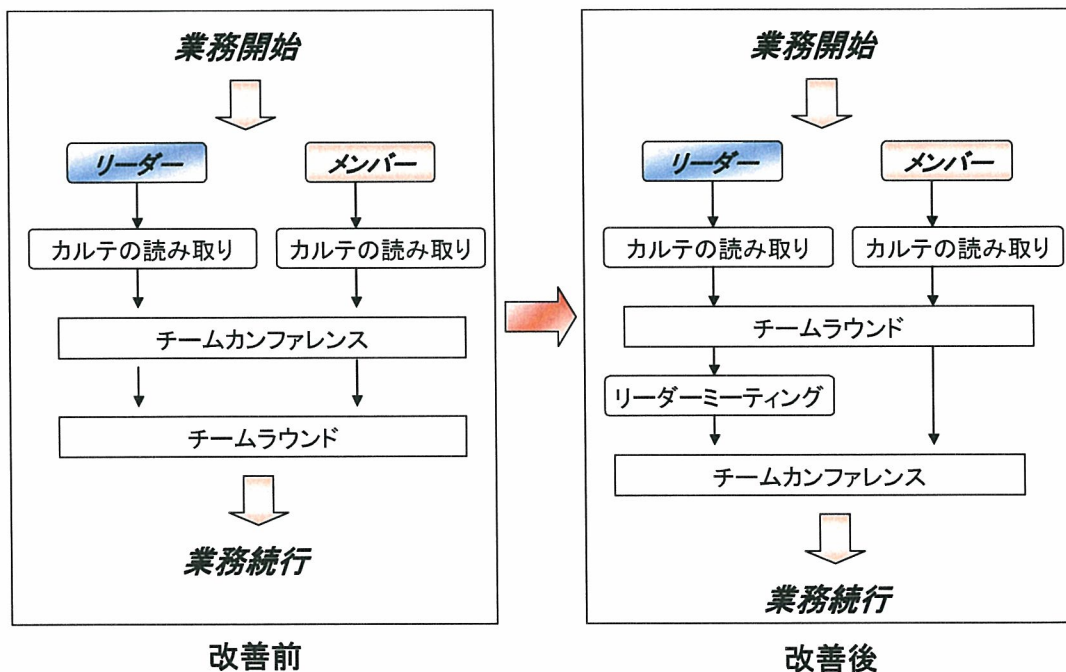 業務開始
リーダー
メンバー
カルテの読み取り
カルテの読み取り
チームカンファレンス
チームラウンド
業務続行
改善前
業務開始
リーダー
メンバー
カルテの読み取り
カルテの読み取り
チームラウンド
リーダーミーティング
チームカンファレンス
業務続行
改善後